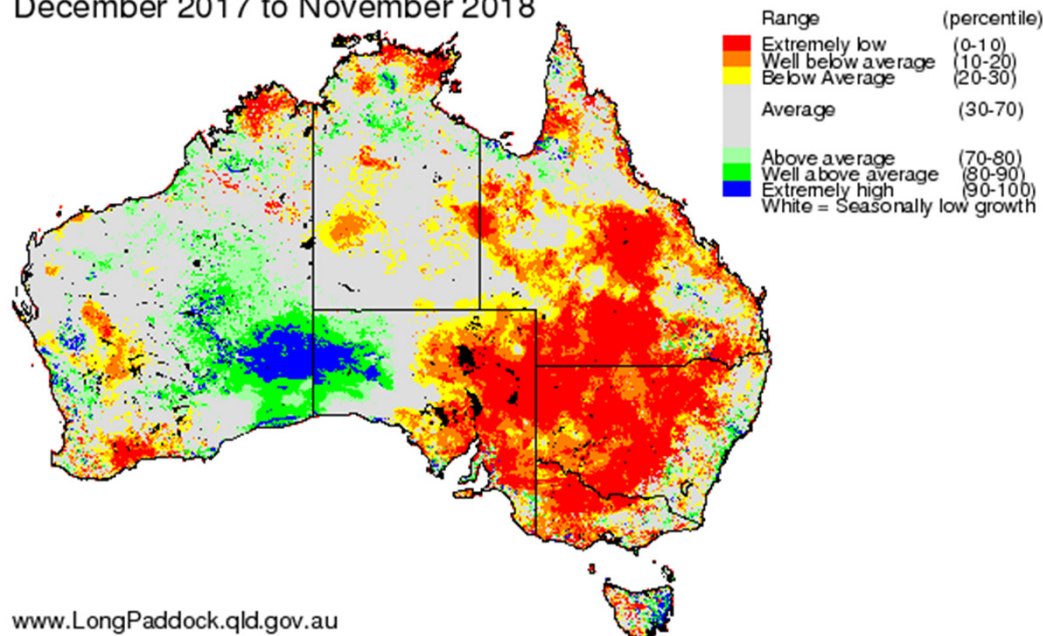 December 2017 to November 2018
Range (percentile)
Extremely low (0-10)
Well below average (10-20)
Below Average (20-30)
Average (30-70)
Above average (70-80)
Well above average (80-90)
Extremely high (90-100)
White = Seasonally low growth
www.LongPaddock.qld.gov.au